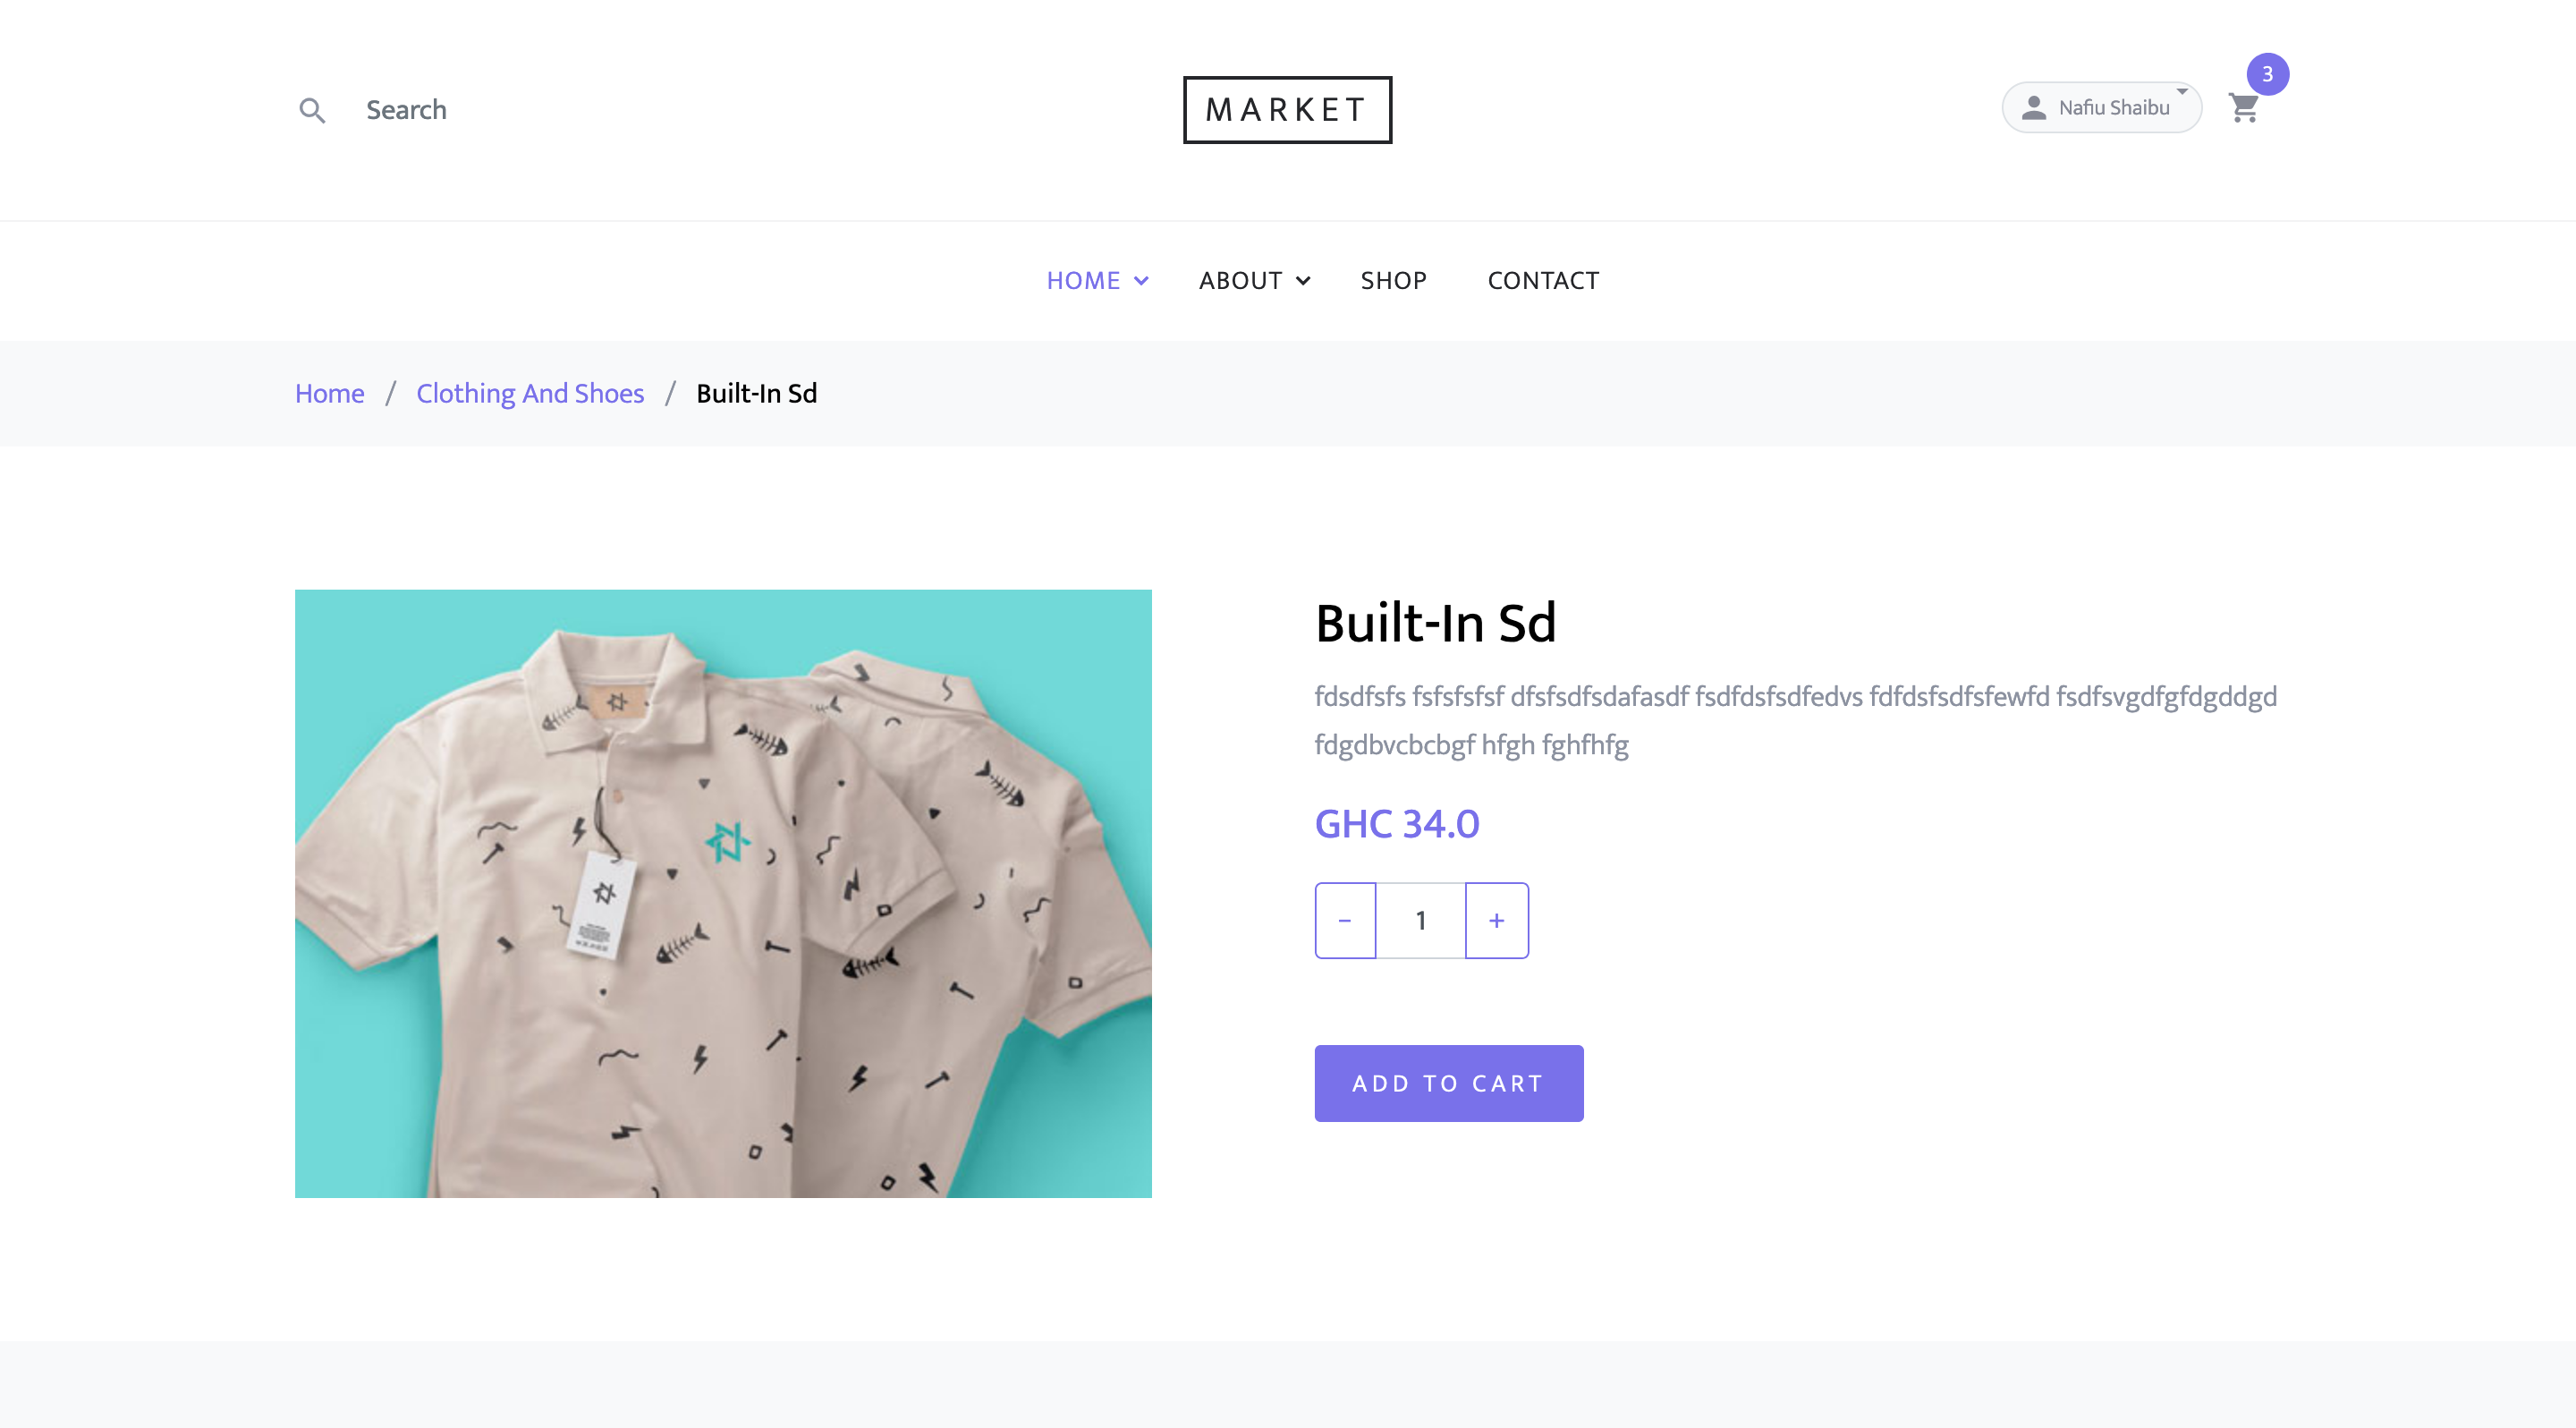 Search
MARKET
Nafiu Shaibu
3
HOME
ABOUT
SHOP
CONTACT
Home / Clothing And Shoes / Built-In Sd
Built-In Sd
fdsdfsfs fsfsfsfsf dfsfsdfsdafasdf fsdfdsfsdfedvs fdfdsfsdfsfewfd fsdfsvgdfgfdgddgd
fdgdbvcbcbgf hfgh fghfhfg
GHC 34.0
− 1 +
ADD TO CART